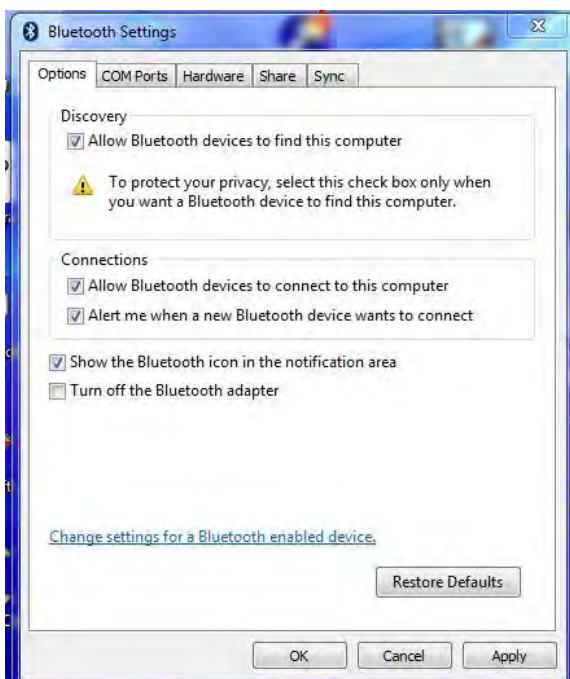 Bluetooth Settings
Options COM Ports Hardware Share Sync
Discovery
Allow Bluetooth devices to find this computer
To protect your privacy, select this check box only when
you want a Bluetooth device to find this computer.
Connections
Allow Bluetooth devices to connect to this computer
Alert me when a new Bluetooth device wants to connect
Show the Bluetooth icon in the notification area
Turn off the Bluetooth adapter
Change settings for a Bluetooth enabled device.
Restore Defaults
OK Cancel Apply